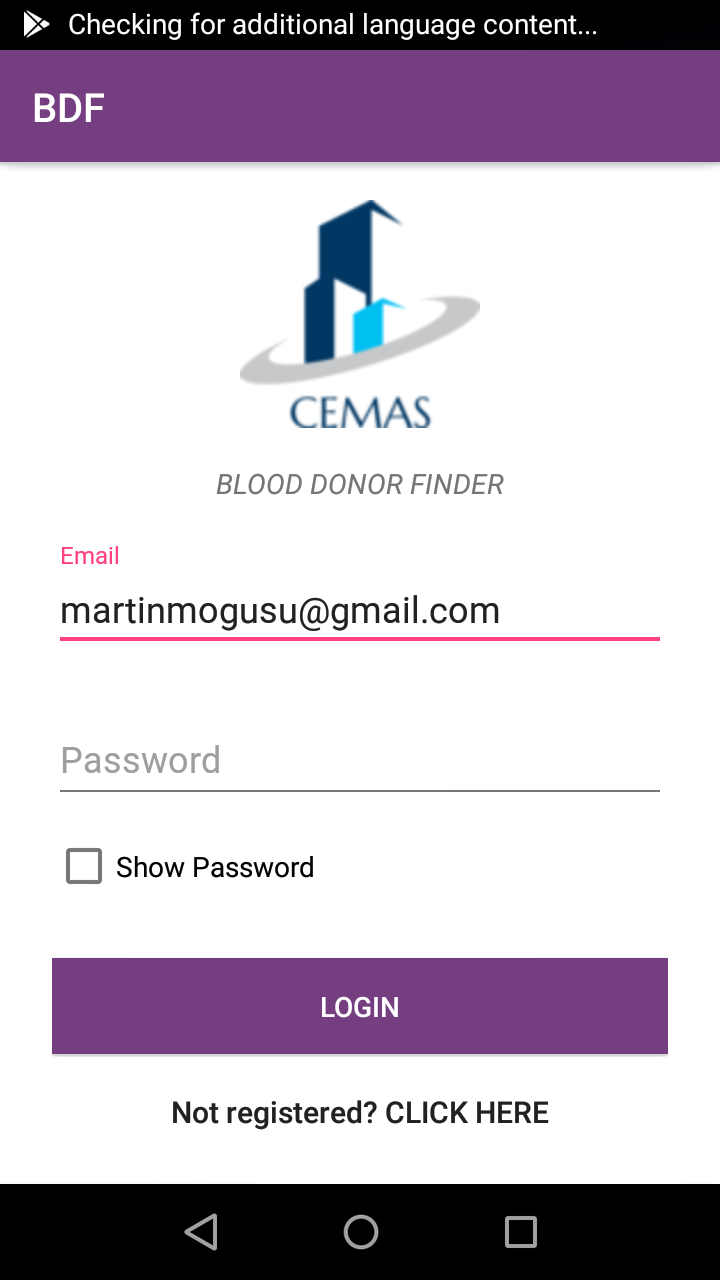 Checking for additional language content...
BDF
CEMAS
BLOOD DONOR FINDER
Email
martinmogusu@gmail.com
Password
Show Password
LOGIN
Not registered? CLICK HERE